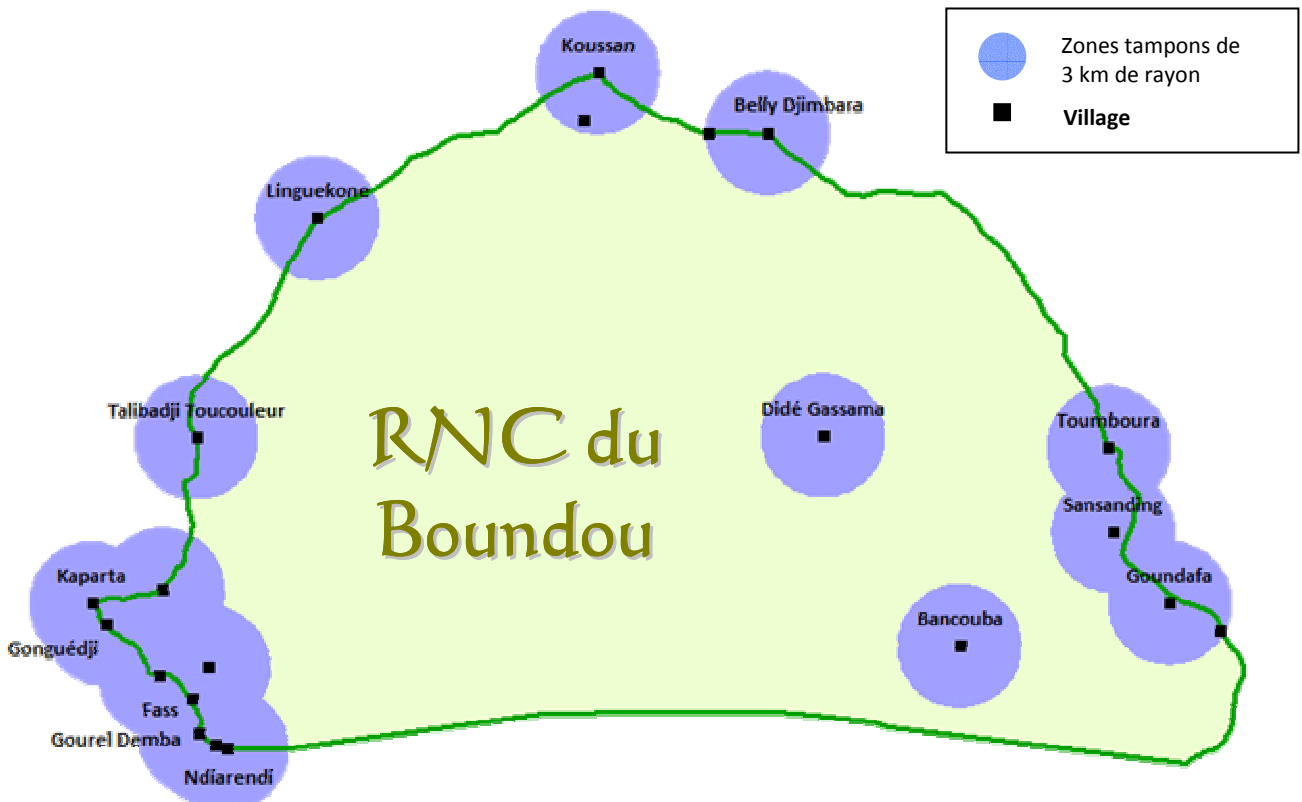 Koussan
Zones tampons de
3 km de rayon
Belly Djimbara
Village
Linguekone
Talibadji Toucouleur
RNC du
Boundou
Didé Gassama
Toumboura
Sansanding
Goundafa
Kaparta
Bancouba
Gonguédji
Fass
Gourel Demba
Ndiarendi